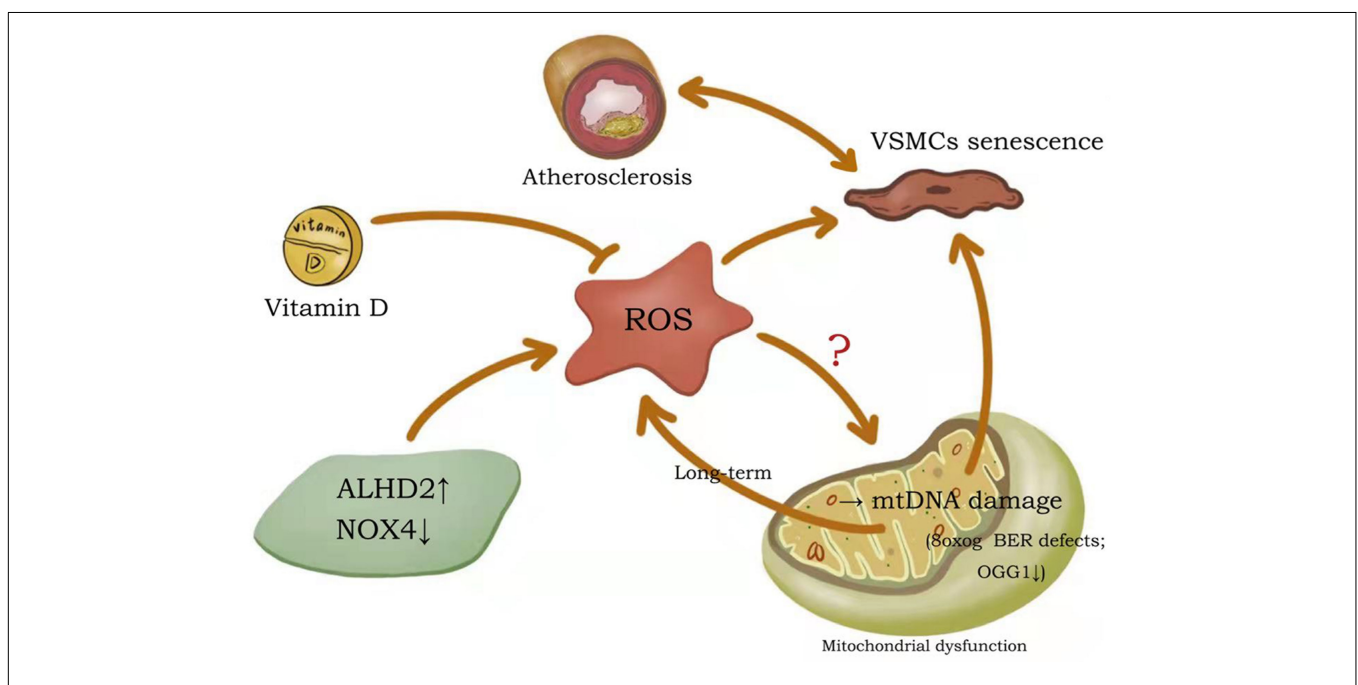 Atherosclerosis
VSMCs senescence
vitamin
D
Vitamin D
ROS
?
ALHD2↑
NOX4↓
Long-term
→ mtDNA damage
(8oxog BER defects;
OGG1↓)
Mitochondrial dysfunction